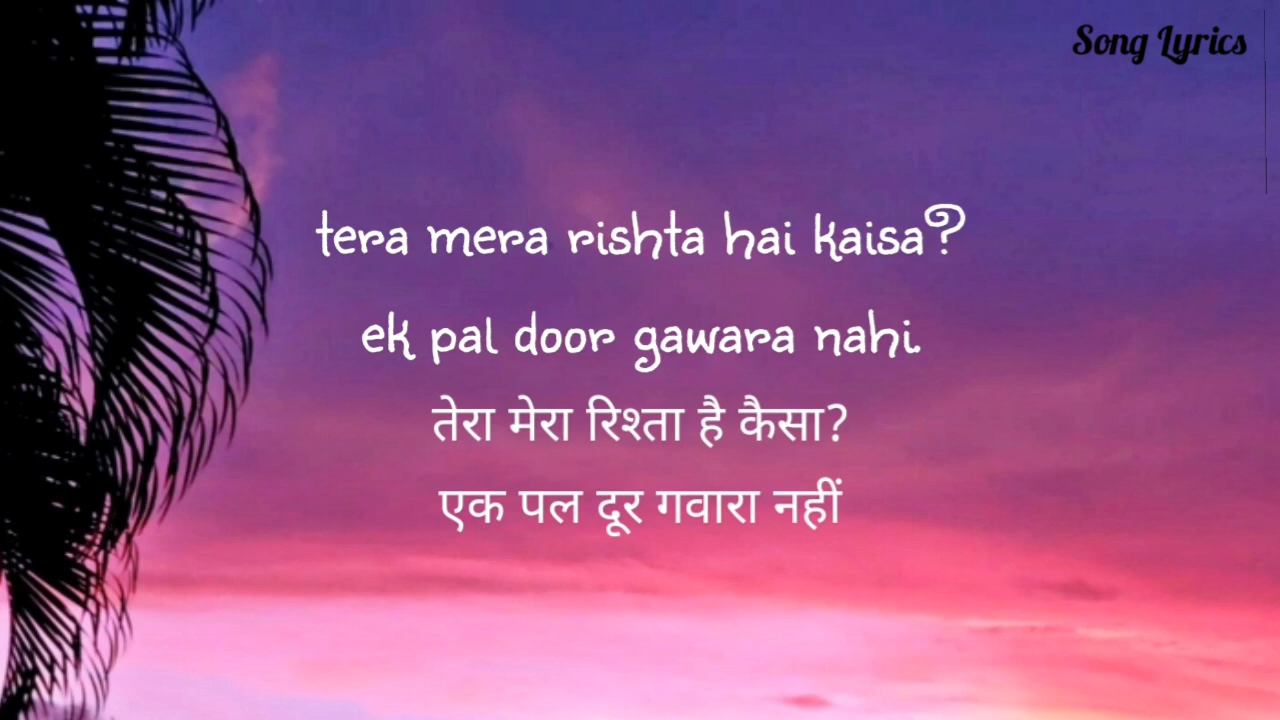 Song Lyrics
tera mera rishta hai kaisa?
ek pal door gawara nahi.
तेरा मेरा रिश्ता है कैसा?
एक पल दूर गवारा नहीं